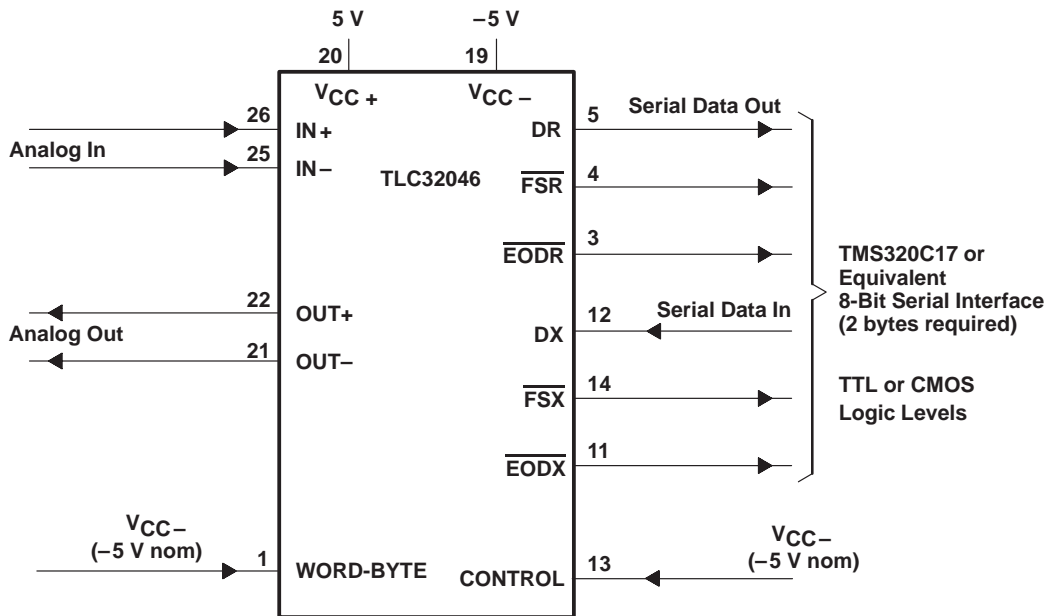 5 V
−5 V
20
19
VCC +
VCC −
26
IN+
Analog In
25
IN−
TLC32046
DR
5
Serial Data Out
FSR
4
EODR
3
22
OUT+
Analog Out
21
OUT−
DX
12
Serial Data In
FSX
14
EODX
11
TMS320C17 or
Equivalent
8-Bit Serial Interface
(2 bytes required)
TTL or CMOS
Logic Levels
VCC−
(−5 V nom)
1
WORD-BYTE
CONTROL
13
VCC−
(−5 V nom)